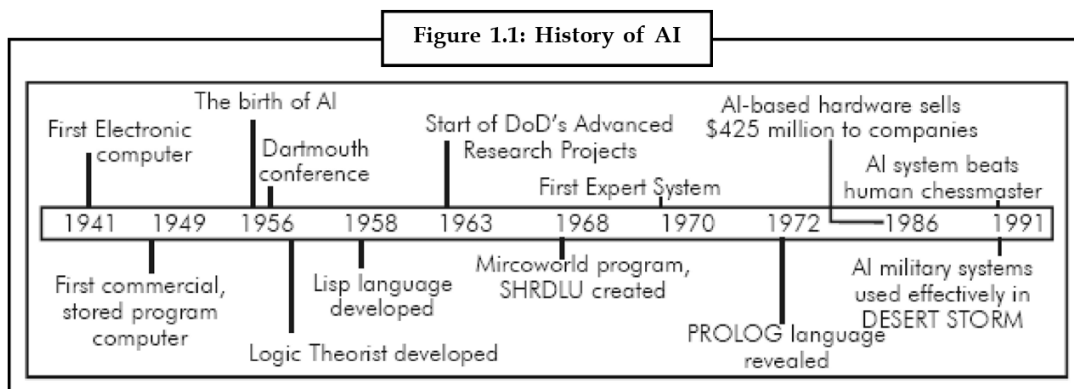 Figure 1.1: History of AI
The birth of AI
First Electronic
computer
Dartmouth
conference
Start of DoD's Advanced
Research Projects
First Expert System
AI-based hardware sells
$425 million to companies
AI system beats
human chessmaster
1941 1949 1956 1958 1963 1968 1970 1972 1986 1991
First commercial,
stored program
computer
Logic Theorist developed
Lisp language
developed
Mircoworld program,
SHRDLU created
PROLOG language
revealed
AI military systems
used effectively in
DESERT STORM